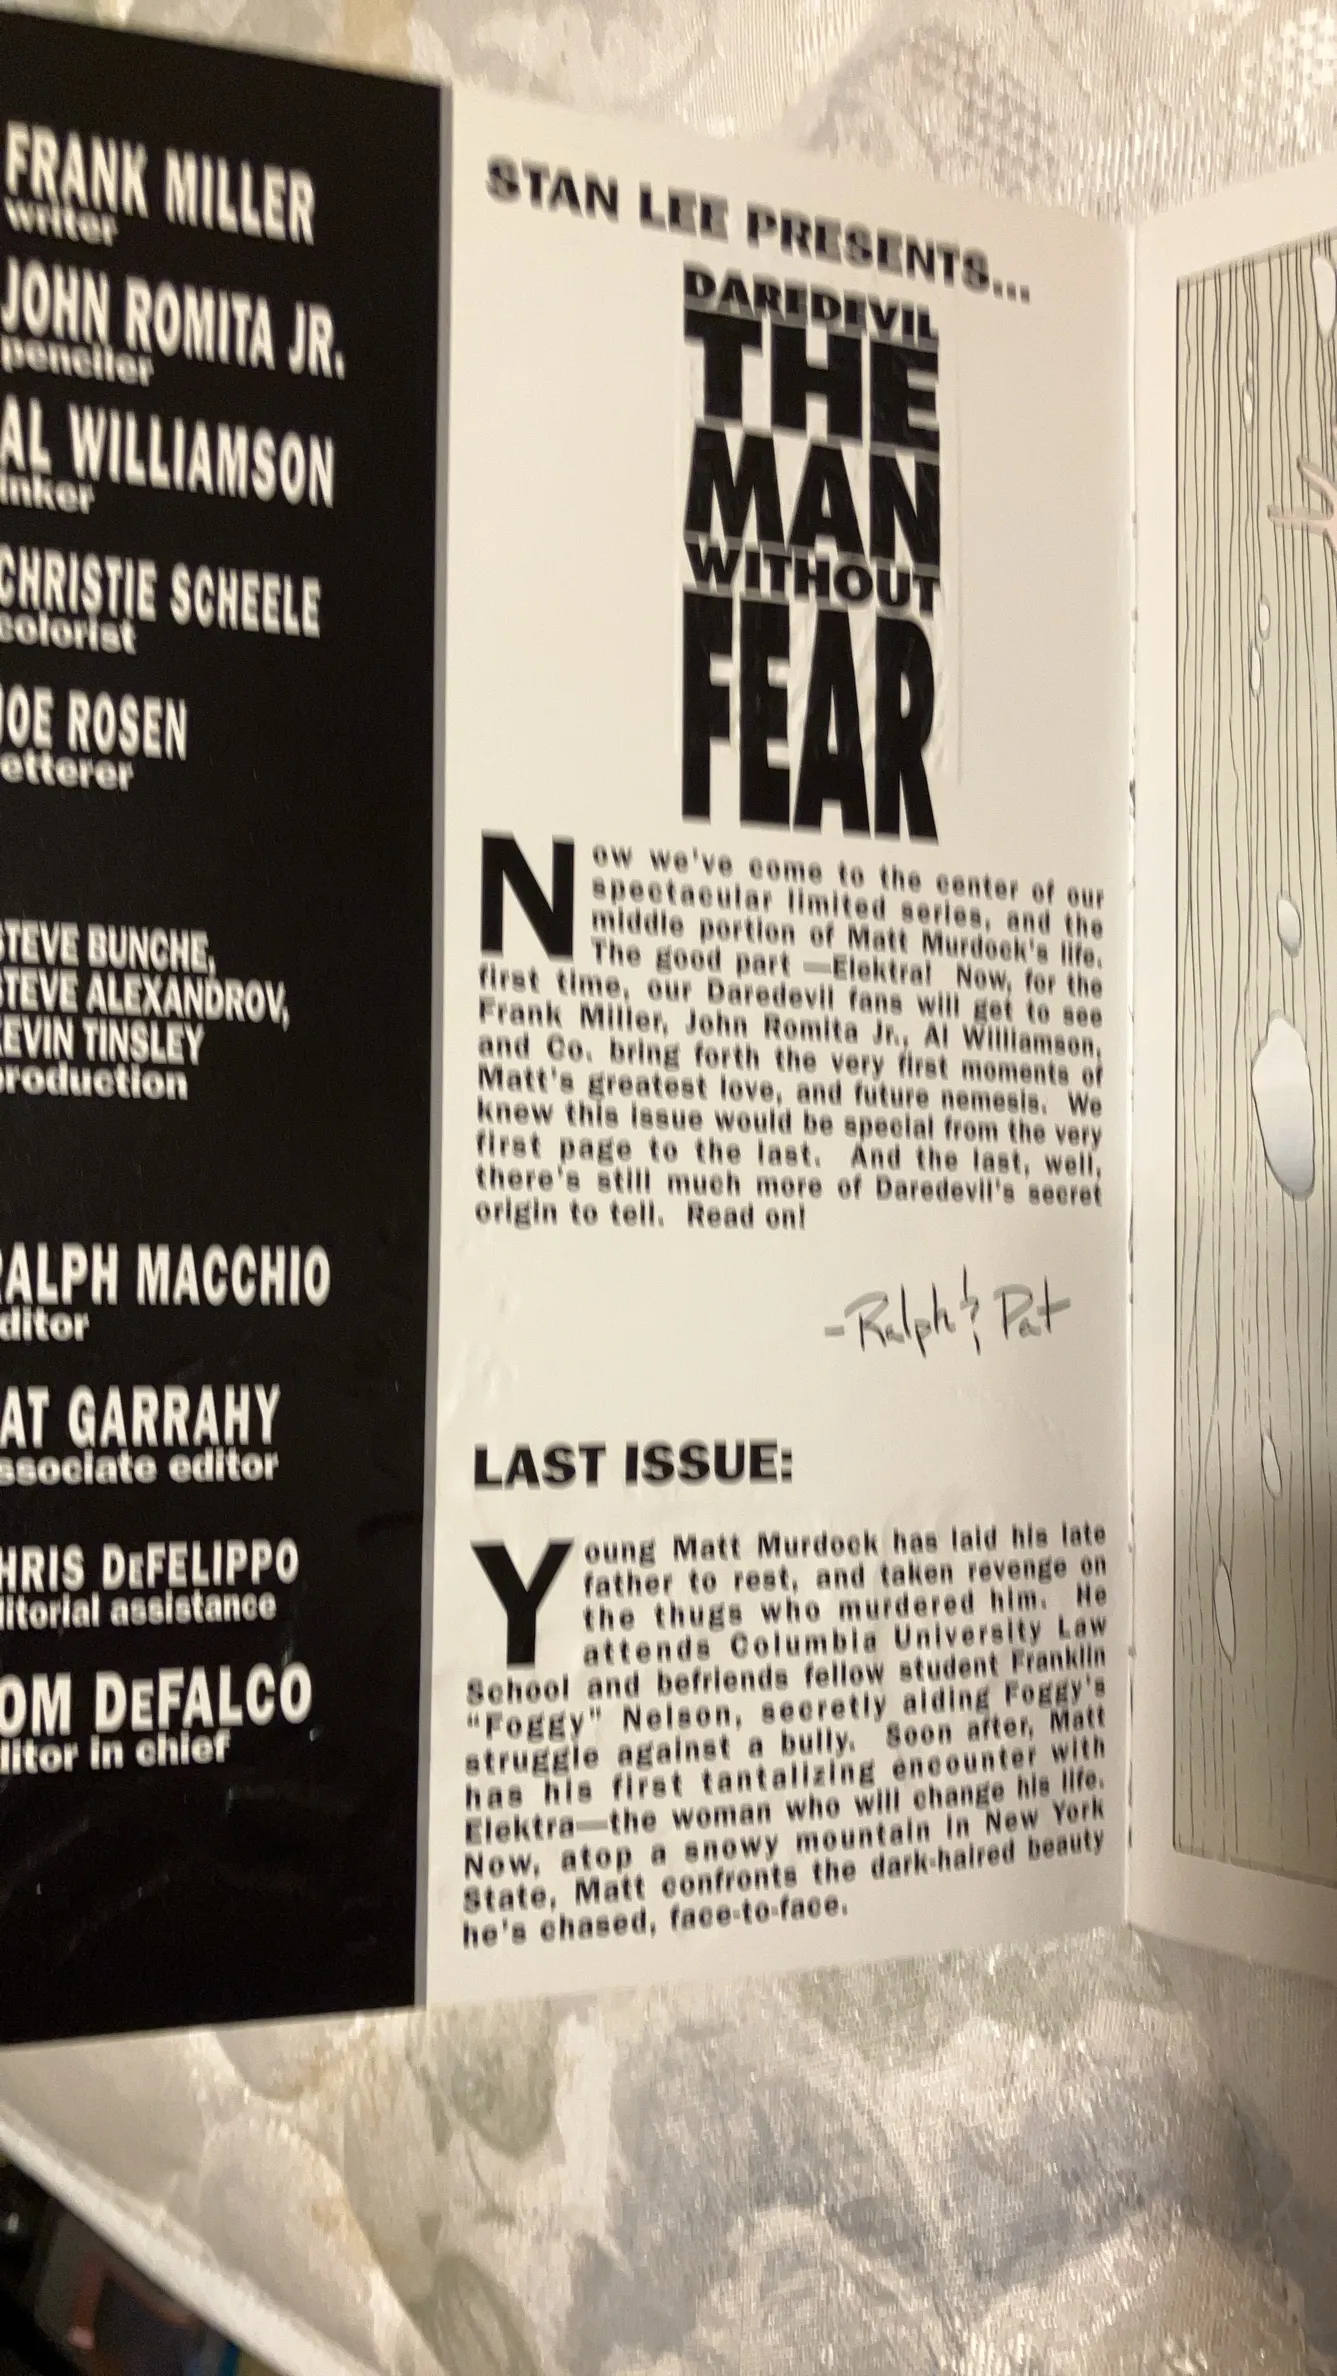 FRANK MILLER
writer
JOHN ROMITA JR.
penciler
AL WILLIAMSON
inker
CHRISTIE SCHEELE
colorist
JOE ROSEN
etterer
STEVE BUNCHE,
STEVE ALEXANDROV,
KEVIN TINSLEY
production
RALPH MACCHIO
ditor
AT GARRAHY
ssociate editor
HRIS DeFELIPPO
ditorial assistance
OM DeFALCO
ditor in chief
STAN LEE PRESENTS...
DAREDEVIL
THE
MAN
WITHOUT
FEAR
Now we've come to the center of our
spectacular limited series, and the
middle portion of Matt Murdock's life.
The good part —Elektra! Now, for the
first time, our Daredevil fans will get to see
Frank Miller, John Romita Jr., Al Williamson,
and Co. bring forth the very first moments of
Matt's greatest love, and future nemesis. We
knew this issue would be special from the very
first page to the last. And the last, well,
there's still much more of Daredevil's secret
origin to tell. Read on!
-Ralph & Pat
LAST ISSUE:
Young Matt Murdock has laid his late
father to rest, and taken revenge on
the thugs who murdered him. He
attends Columbia University Law
School and befriends fellow student Franklin
"Foggy" Nelson, secretly aiding Foggy's
struggle against a bully. Soon after, Matt
has his first tantalizing encounter with
Elektra—the woman who will change his life.
Now, atop a snowy mountain in New York
State, Matt confronts the dark-haired beauty
he's chased, face-to-face.